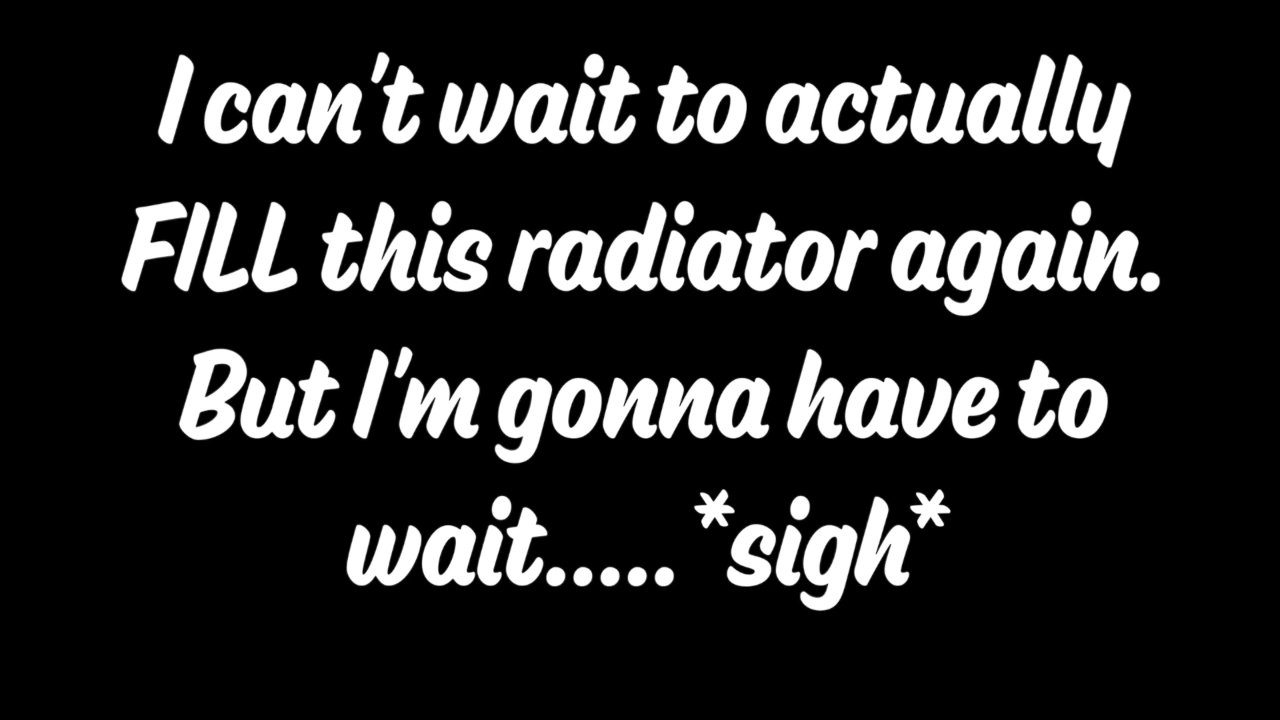 I can't wait to actually
FILL this radiator again.
But I'm gonna have to
wait..... *sigh*